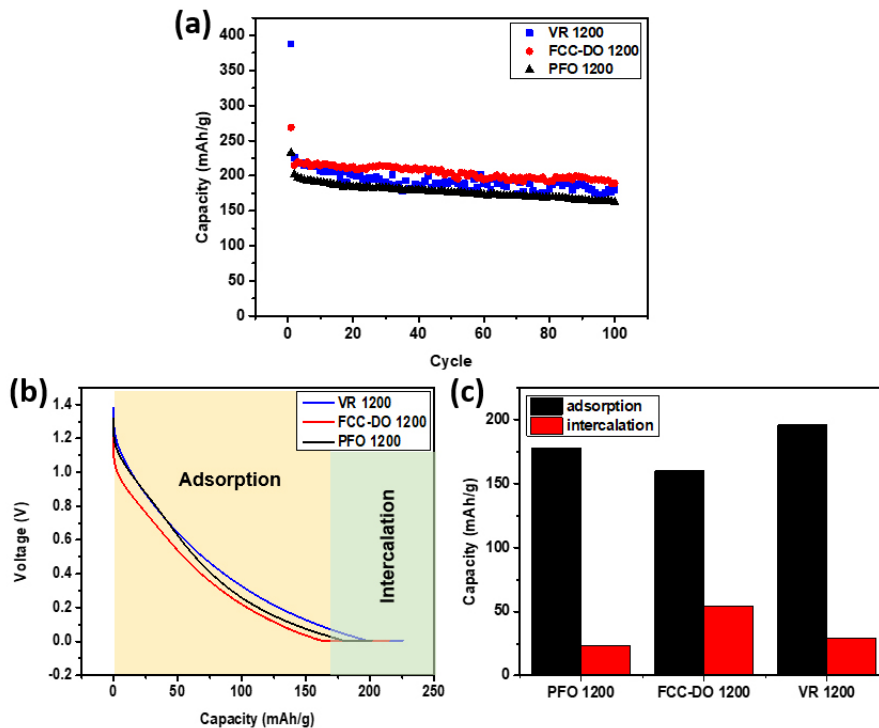 (a)
VR 1200
FCC-DO 1200
PFO 1200
400
350
300
250
200
150
100
50
0
Capacity (mAh/g)
0 20 40 60 80 100
Cycle
(b)
VR 1200
FCC-DO 1200
PFO 1200
1.4
1.2
1.0
0.8
0.6
0.4
0.2
0.0
-0.2
Voltage (V)
Adsorption
Intercalation
0 50 100 150 200 250
Capacity (mAh/g)
(c)
adsorption
intercalation
200
150
100
50
0
Capacity (mAh/g)
PFO 1200 FCC-DO 1200 VR 1200